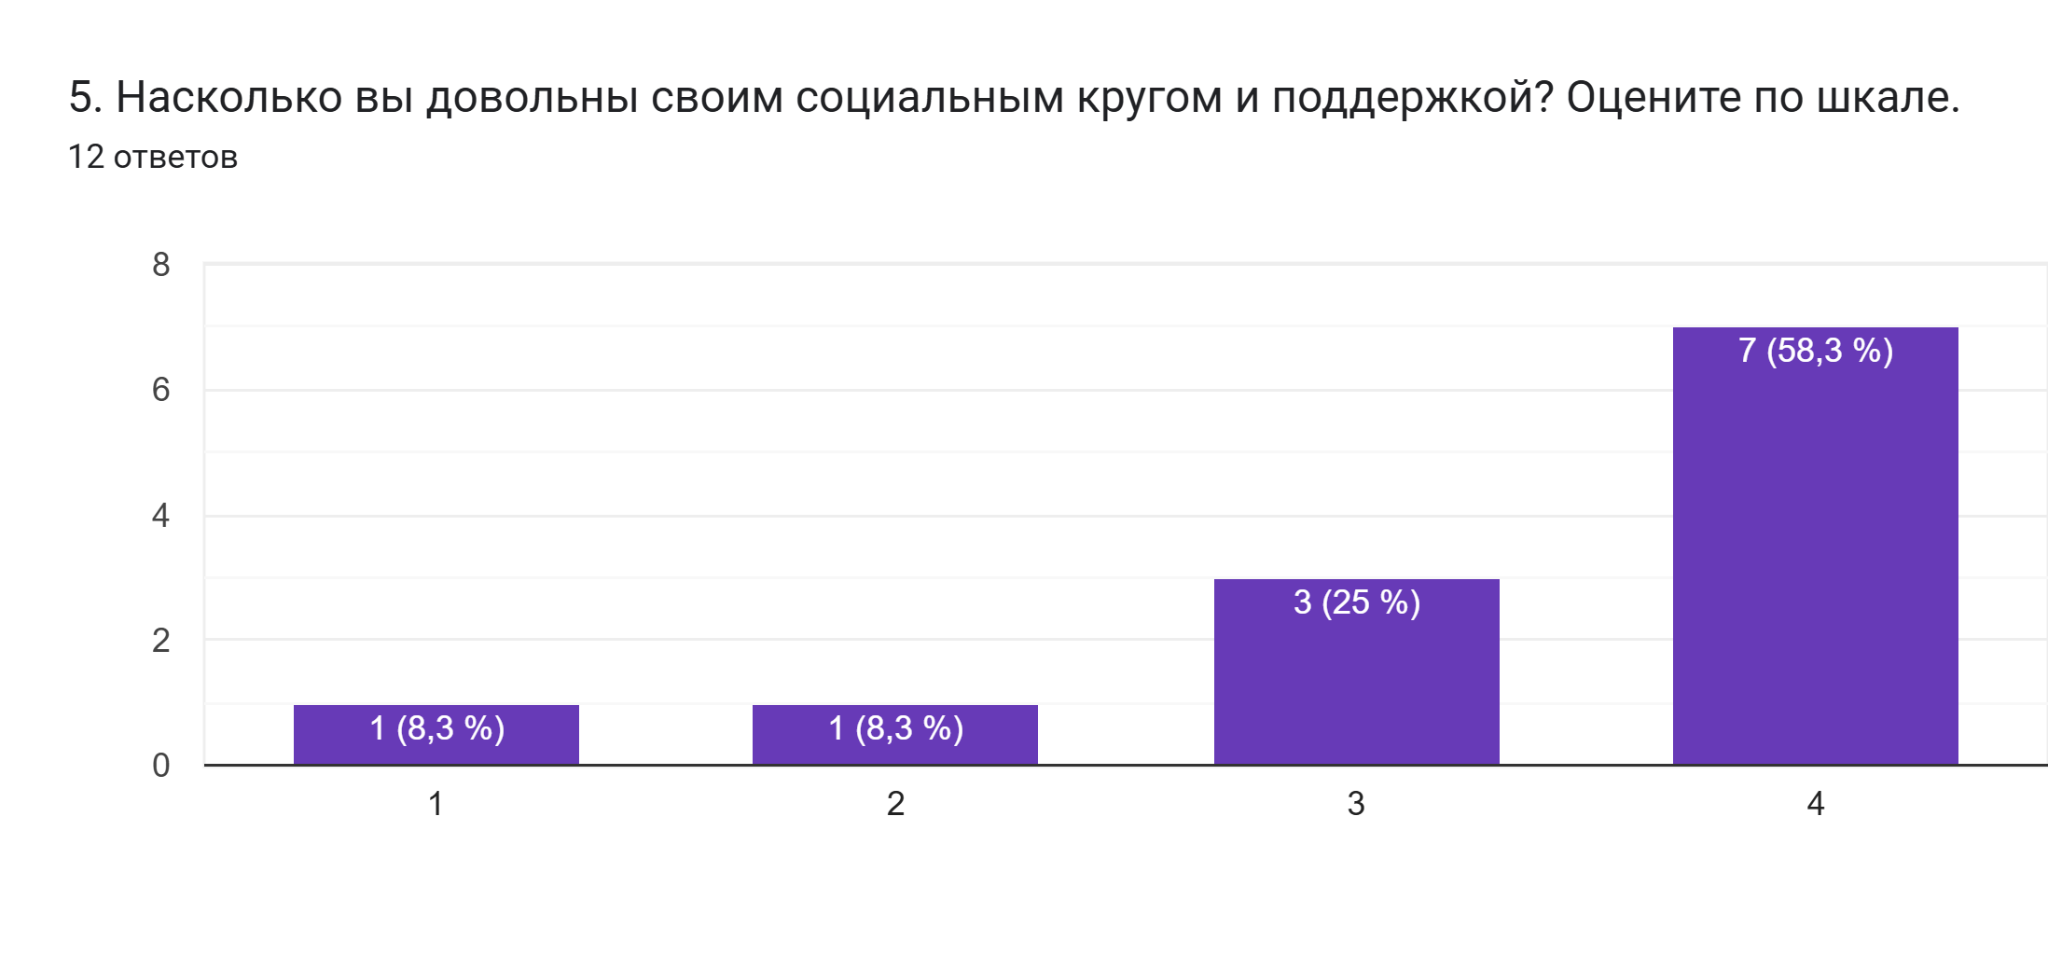 5. Насколько вы довольны своим социальным кругом и поддержкой? Оцените по шкале.
12 ответов
8
6
4
2
0
1 (8,3 %)
1 (8,3 %)
3 (25 %)
7 (58,3 %)
1
2
3
4